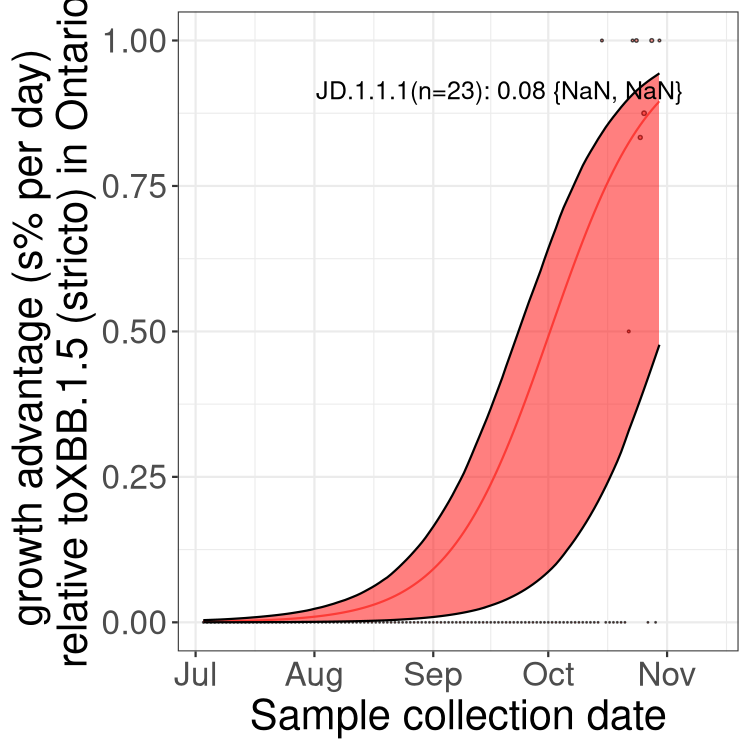 growth advantage (s% per day)
relative toXBB.1.5 (stricto) in Ontario
1.00
0.75
0.50
0.25
0.00
JD.1.1.1(n=23): 0.08 {NaN, NaN}
Jul Aug Sep Oct Nov
Sample collection date